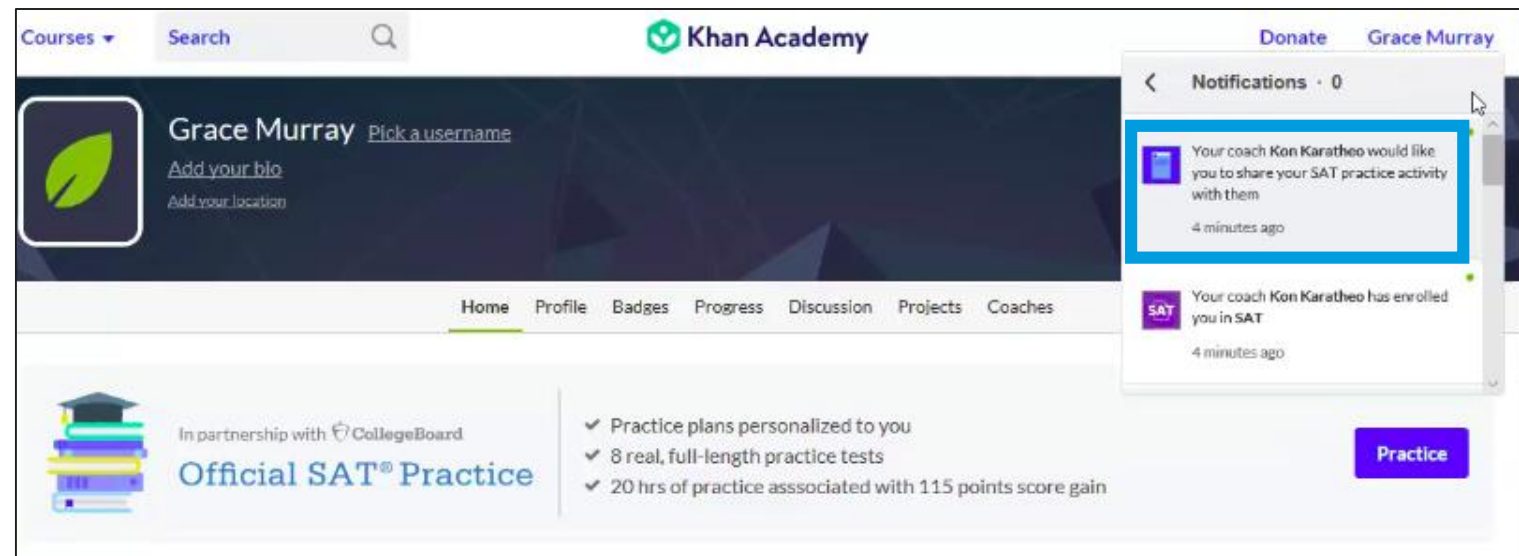 Courses
Search
Khan Academy
Donate
Grace Murray
Notifications · 0
Grace Murray Pick a username
Add your bio
Add your location
Your coach Kon Karatheo would like
you to share your SAT practice activity
with them
4 minutes ago
Your coach Kon Karatheo has enrolled
you in SAT
4 minutes ago
SAT
Home Profile Badges Progress Discussion Projects Coaches
In partnership with CollegeBoard
Official SAT® Practice
Practice plans personalized to you
8 real, full-length practice tests
20 hrs of practice asssociated with 115 points score gain
Practice